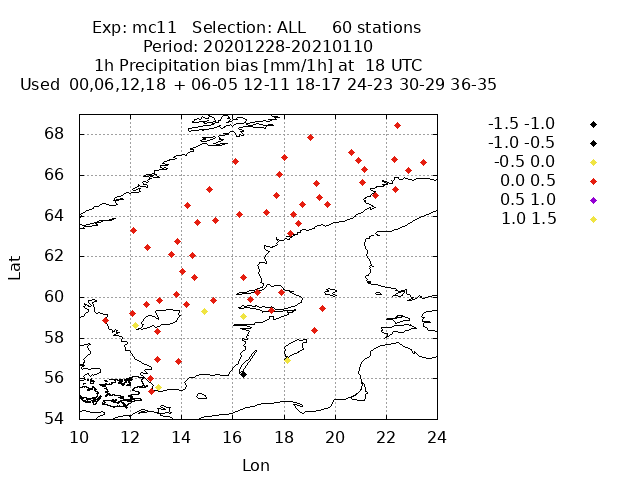 Exp: mc11 Selection: ALL 60 stations
Period: 20201228-20210110
1h Precipitation bias [mm/1h] at 18 UTC
Used 00,06,12,18 + 06-05 12-11 18-17 24-23 30-29 36-35
-1.5 -1.0
-1.0 -0.5
-0.5 0.0
0.0 0.5
0.5 1.0
1.0 1.5
68
66
64
62
60
58
56
54
Lat
10 12 14 16 18 20 22 24
Lon